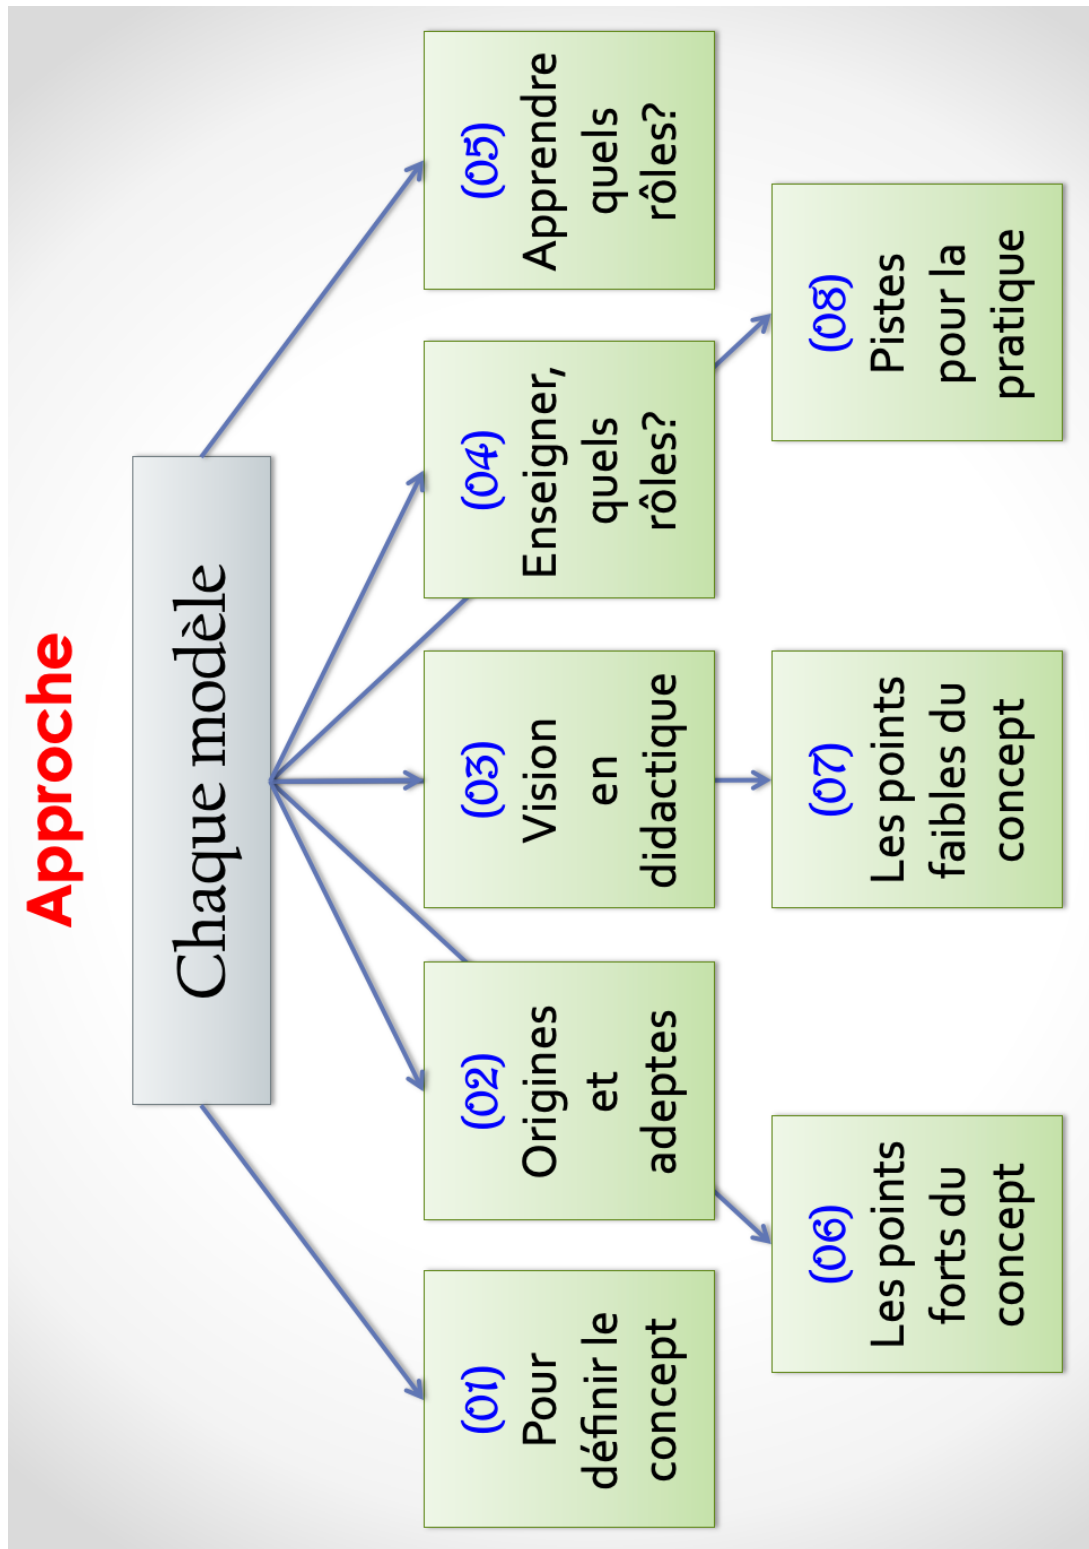 Approche
Chaque modèle
(01)
Pour
définir le
concept
(02)
Origines
et
adeptes
(03)
Vision
en
didactique
(04)
Enseigner,
quels
rôles?
(05)
Apprendre
quels
rôles?
(06)
Les points
forts du
concept
(07)
Les points
faibles du
concept
(08)
Pistes
pour la
pratique